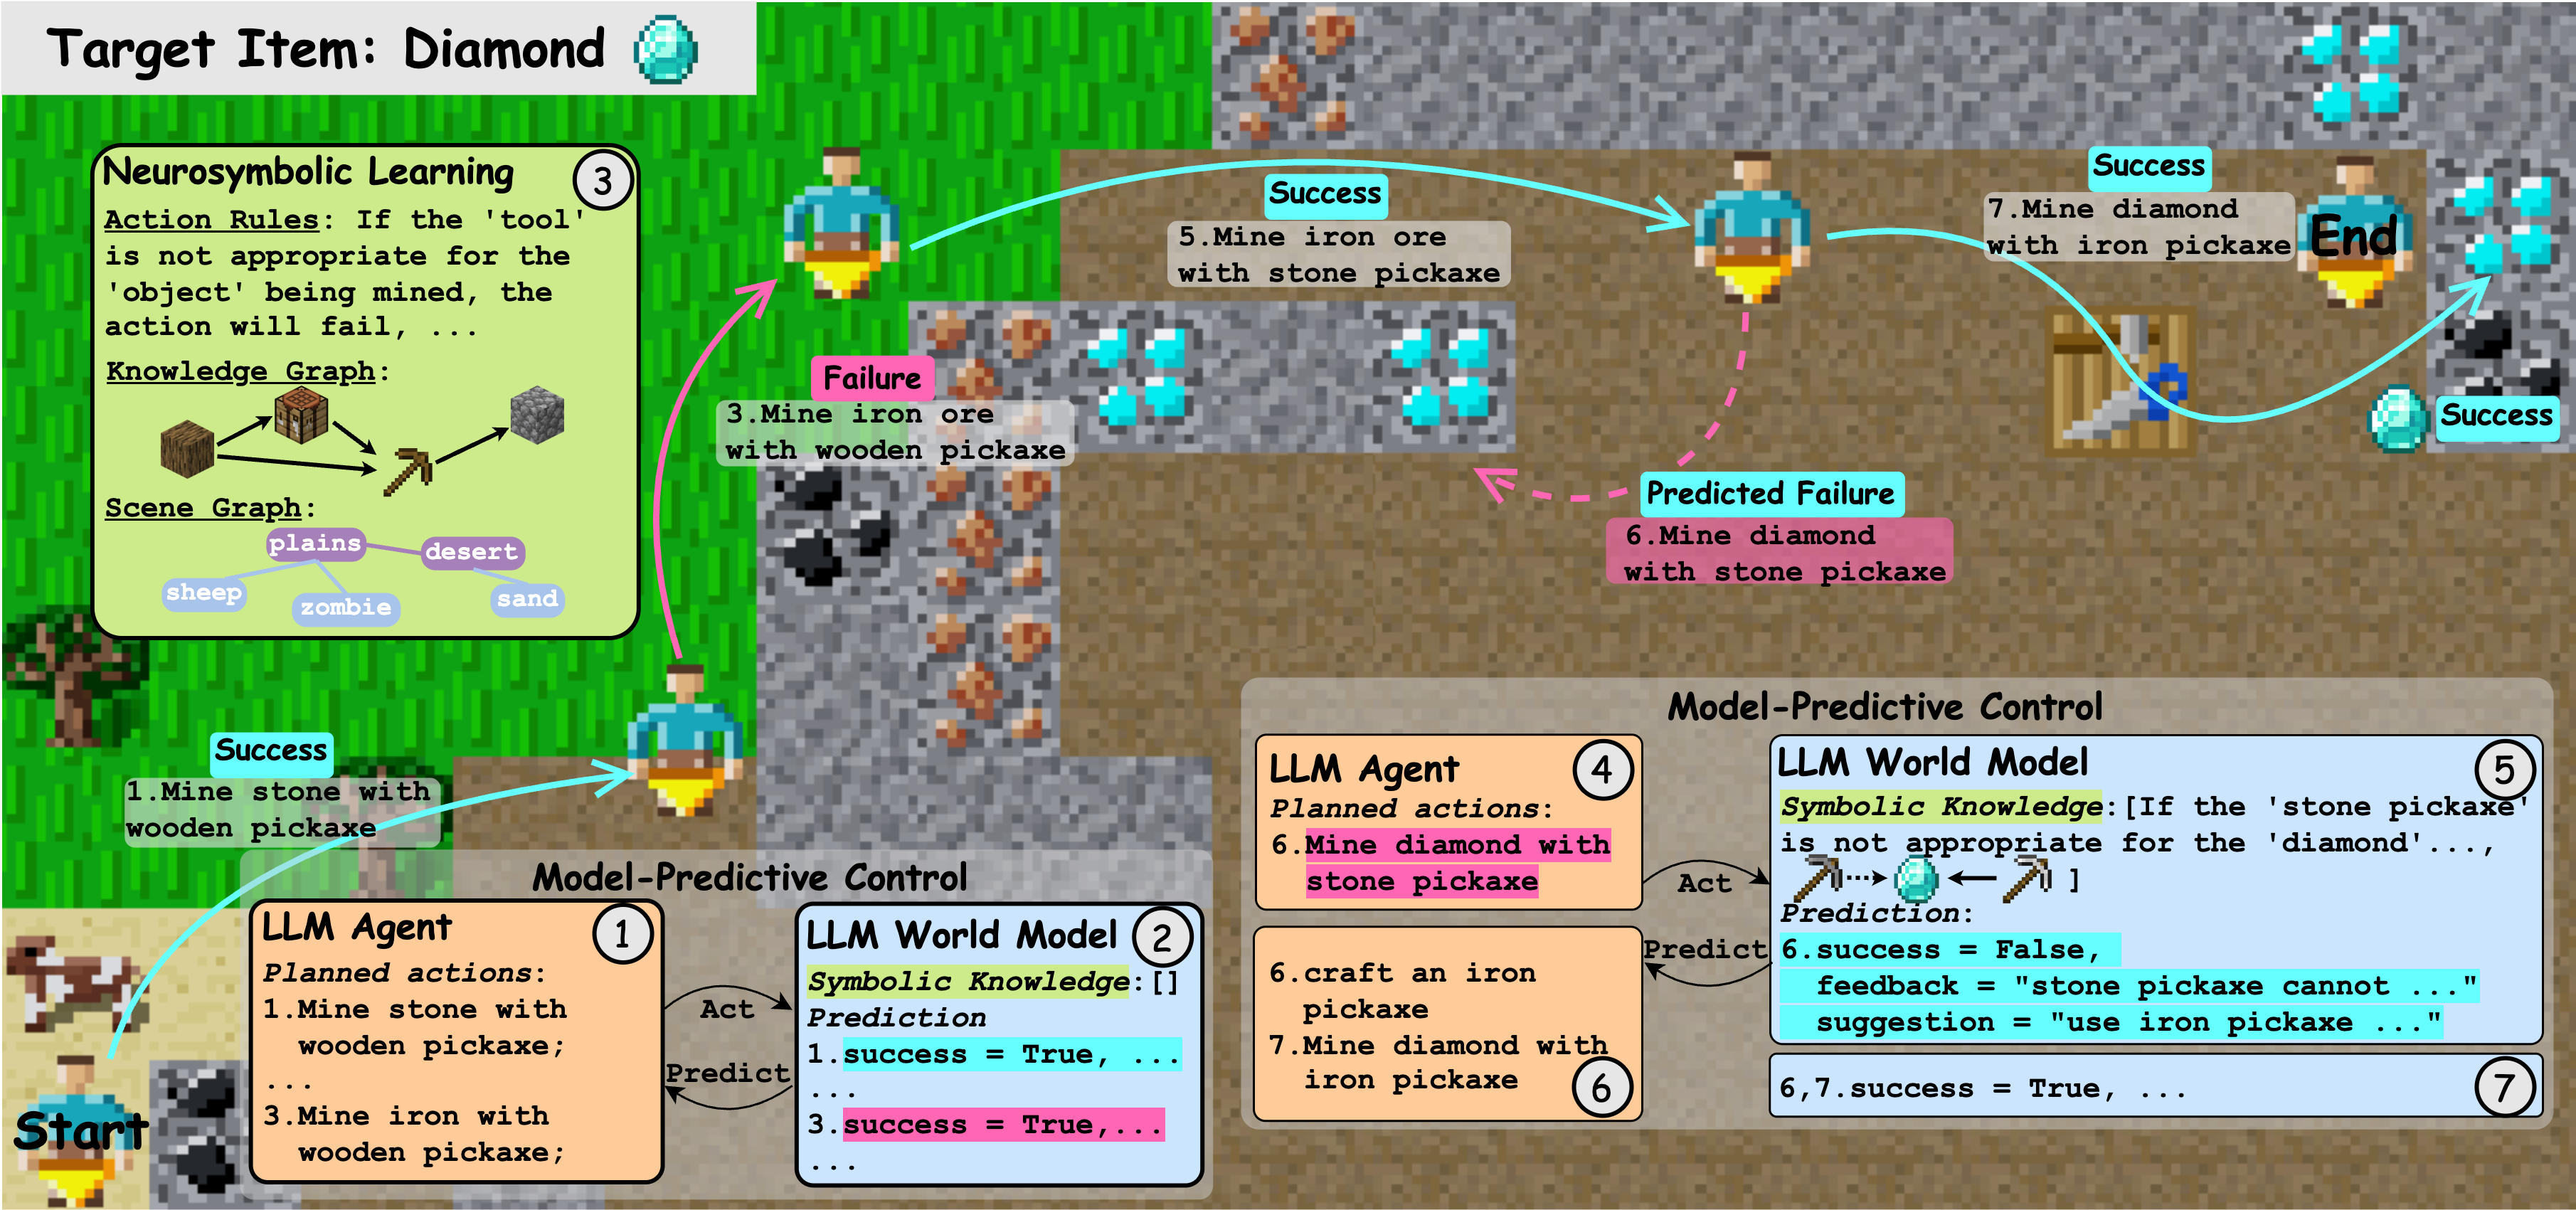 Target Item: Diamond
Neurosymbolic Learning
3
Action Rules: If the 'tool'
is not appropriate for the
'object' being mined, the
action will fail, ...
Knowledge Graph:
Scene Graph:
plains
desert
sheep
zombie
sand
Success
1.Mine stone with
wooden pickaxe
Failure
3.Mine iron ore
with wooden pickaxe
Success
5.Mine iron ore
with stone pickaxe
Predicted Failure
6.Mine diamond
with stone pickaxe
Success
7.Mine diamond
with iron pickaxe
End
Success
Start
Model-Predictive Control
LLM Agent
1
Planned actions:
1.Mine stone with
wooden pickaxe;
...
3.Mine iron with
wooden pickaxe;
Act
Predict
LLM World Model
2
Symbolic Knowledge:[]
Prediction
1.success = True, ...
...
3.success = True,...
...
Model-Predictive Control
LLM Agent
4
Planned actions:
6.Mine diamond with
stone pickaxe
Act
Predict
LLM World Model
5
Symbolic Knowledge:[If the 'stone pickaxe'
is not appropriate for the 'diamond'...,
]
Prediction:
6.success = False,
feedback = "stone pickaxe cannot ..."
suggestion = "use iron pickaxe ..."
6.craft an iron
pickaxe
7.Mine diamond with
iron pickaxe
6
6,7.success = True, ...
7